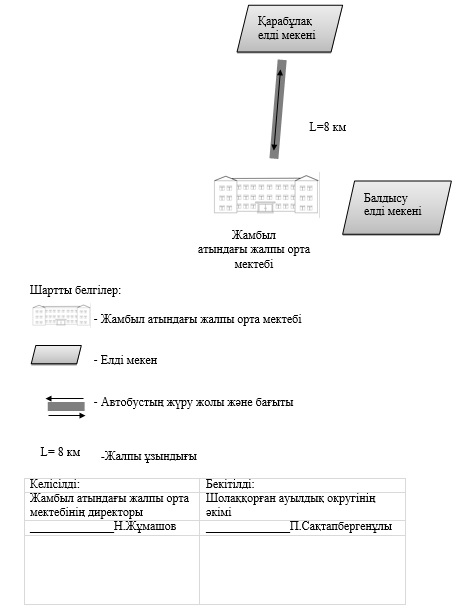 Қарабұлақ
елді мекені
L=8 км
Балдысу
елді мекені
Жамбыл
атындағы жалпы орта
мектебі
Шартты белгілер:
- Жамбыл атындағы жалпы орта мектебі
- Елді мекен
- Автобустың жүру жолы және бағыты
L= 8 км -Жалпы ұзындығы
Келісілді: Бекітілді:
Жамбыл атындағы жалпы орта Шолаққорған ауылдық округінің
мектебінің директоры әкімі
______________Н.Жұмашов ______________П.Сақтапбергенұлы